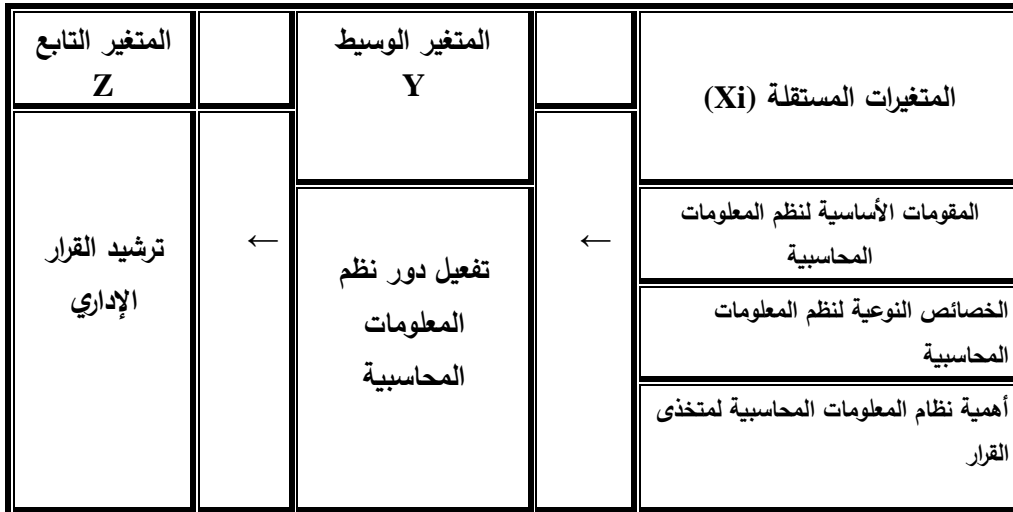 المتغيرات المستقلة (Xi)
المتغير الوسيط
Y
المتغير التابع
Z
المقومات الأساسية لنظم المعلومات
المحاسبية
الخصائص النوعية لنظم المعلومات
المحاسبية
أهمية نظام المعلومات المحاسبية لمتخذى
القرار
←
تفعيل دور نظم
المعلومات
المحاسبية
←
ترشيد القرار
الإداري